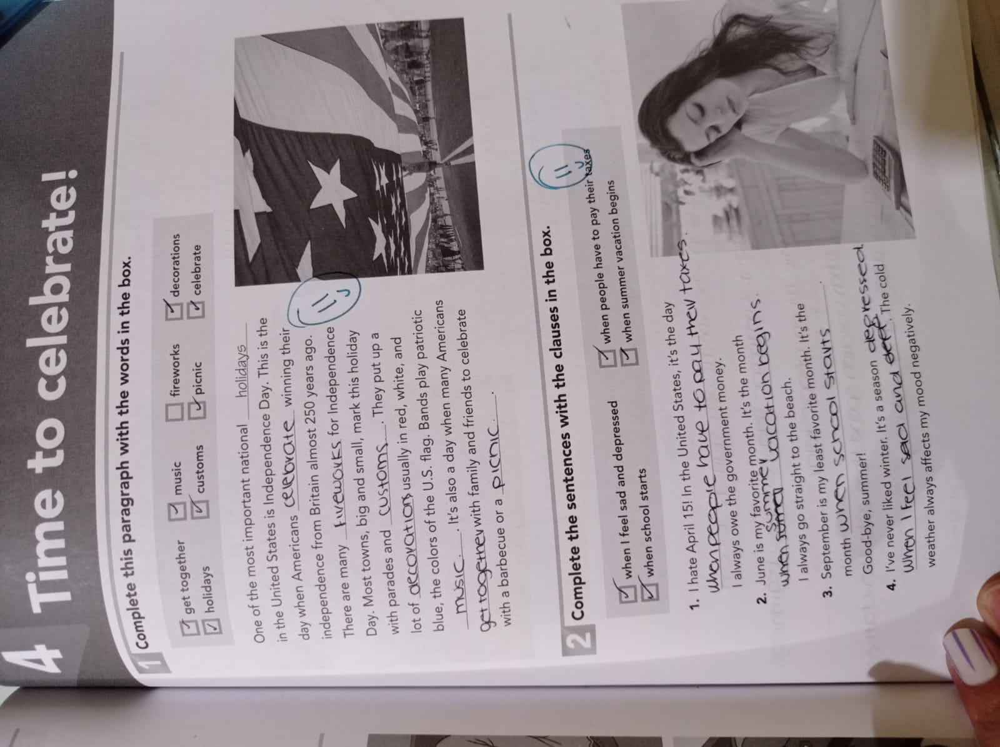 4 Time to celebrate!
1 Complete this paragraph with the words in the box.
get together music fireworks decorations
holidays customs picnic celebrate
One of the most important national holidays
in the United States is Independence Day. This is the
day when Americans celebrate winning their
independence from Britain almost 250 years ago.
There are many fireworks for Independence
Day. Most towns, big and small, mark this holiday
with parades and customs. They put up a
lot of decorations usually in red, white, and
blue, the colors of the U.S. flag. Bands play patriotic
music. . It's also a day when many Americans
get together with family and friends to celebrate
with a barbecue or a picnic. .
2 Complete the sentences with the clauses in the box.
when I feel sad and depressed when people have to pay their taxes
when school starts when summer vacation begins
1. I hate April 15! In the United States, it's the day
when people have to pay their taxes.
I always owe the government money.
2. June is my favorite month. It's the month
when summer vacation begins.
I always go straight to the beach.
3. September is my least favorite month. It's the
month when school starts .
Good-bye, summer!
4. I've never liked winter. It's a season depressed
when I feel sad and . The cold
weather always affects my mood negatively.